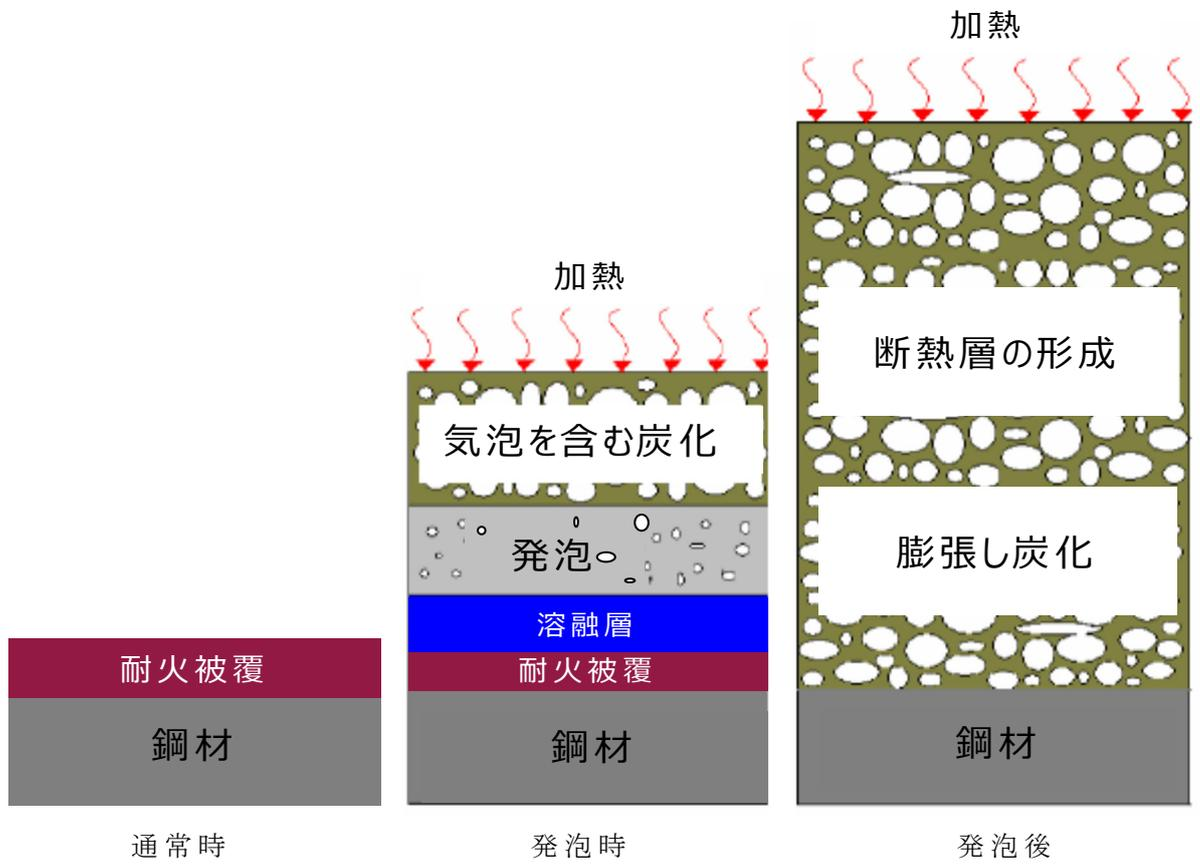 耐火被覆
鋼材
通常時
加熱
気泡を含む炭化
発泡
溶融層
耐火被覆
鋼材
発泡時
加熱
断熱層の形成
膨張し炭化
鋼材
発泡後